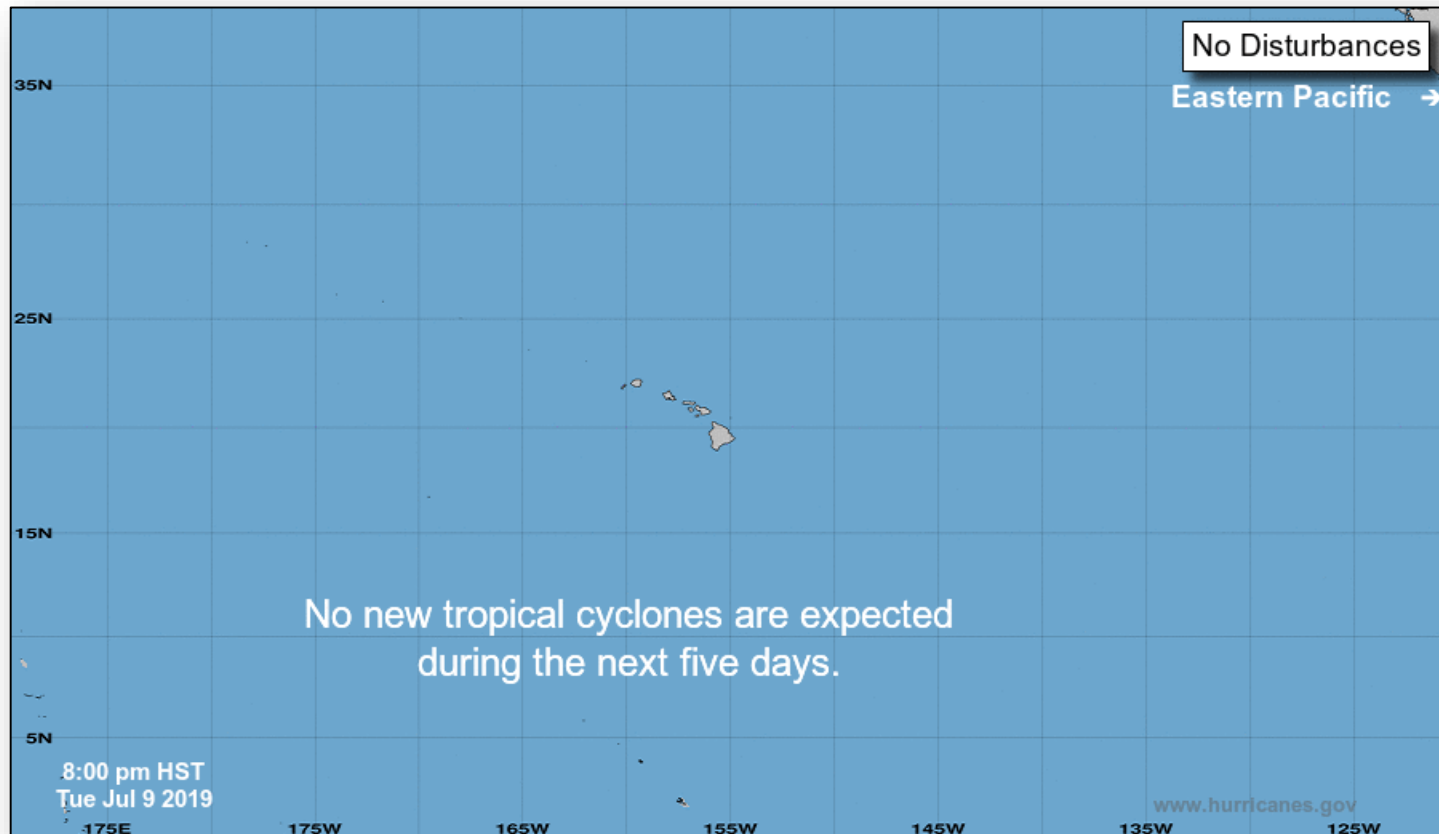 No Disturbances
35N
Eastern Pacific →
25N
15N
No new tropical cyclones are expected
during the next five days.
5N
8:00 pm HST
Tue Jul 9 2019
www.hurricanes.gov
175E 175W 165W 155W 145W 135W 125W